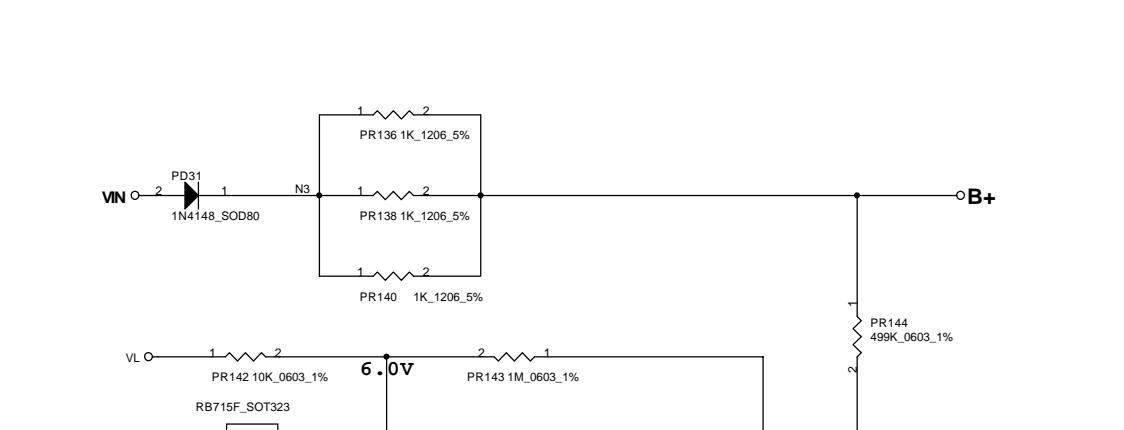 1 2
PR136 1K_1206_5%
PD31
VIN 2 1 N3 1 2 B+
1N4148_SOD80
PR138 1K_1206_5%
1 2
PR140 1K_1206_5%
1
PR144
499K_0603_1%
2
VL 1 2 2 1
6.0V
PR142 10K_0603_1%
PR143 1M_0603_1%
RB715F_SOT323